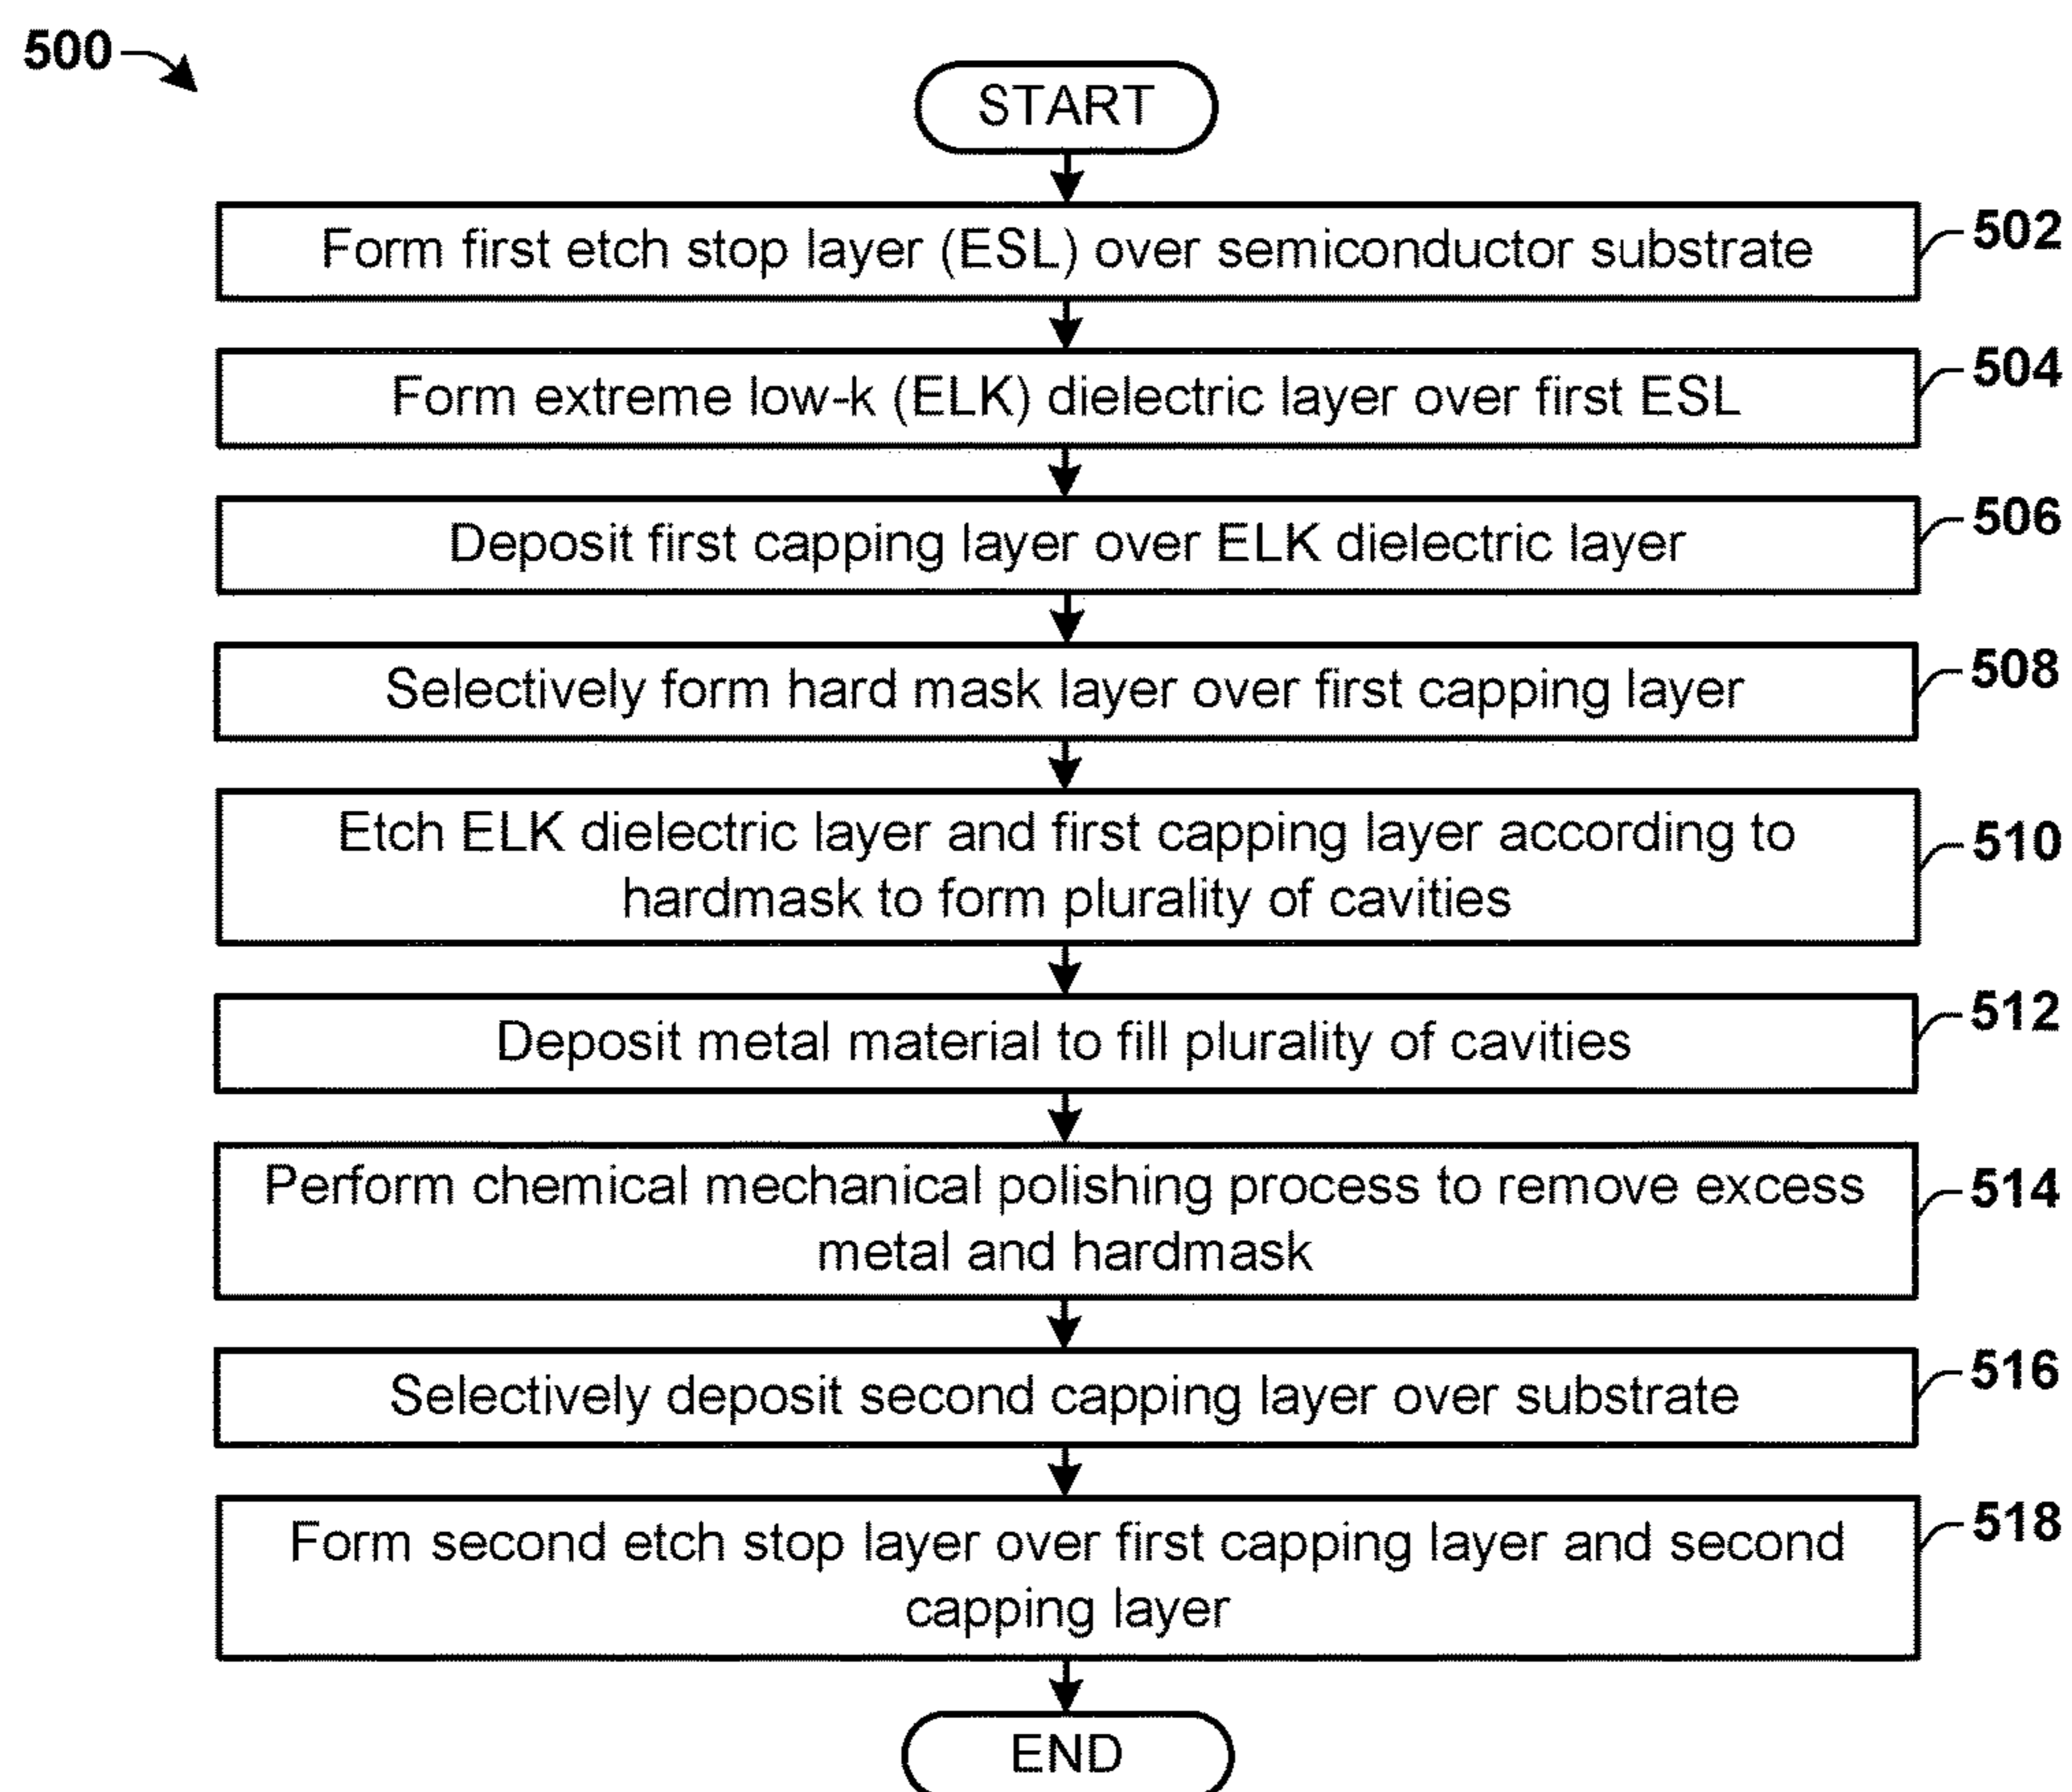 500
START
Form first etch stop layer (ESL) over semiconductor substrate
502
Form extreme low-k (ELK) dielectric layer over first ESL
504
Deposit first capping layer over ELK dielectric layer
506
Selectively form hard mask layer over first capping layer
508
Etch ELK dielectric layer and first capping layer according to
hardmask to form plurality of cavities
510
Deposit metal material to fill plurality of cavities
512
Perform chemical mechanical polishing process to remove excess
metal and hardmask
514
Selectively deposit second capping layer over substrate
516
Form second etch stop layer over first capping layer and second
capping layer
518
END